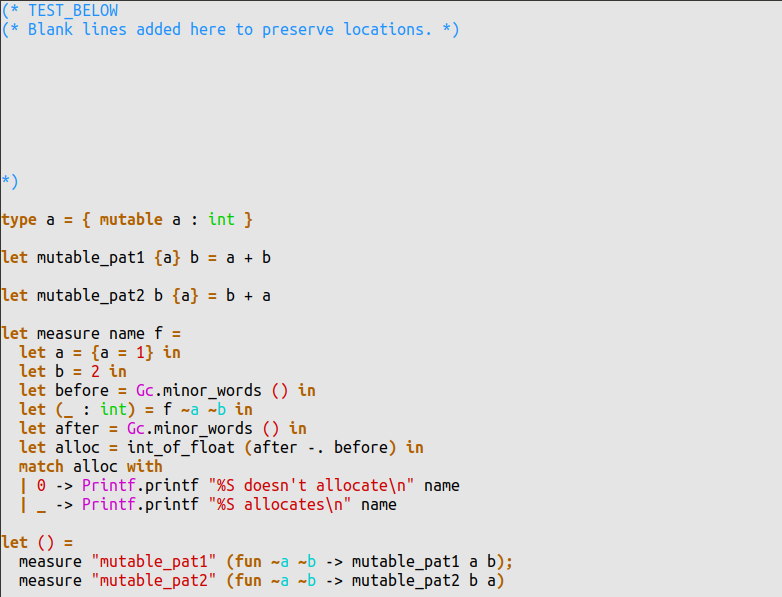 (* TEST_BELOW
(* Blank lines added here to preserve locations. *)
*)
type a = { mutable a : int }
let mutable_pat1 {a} b = a + b
let mutable_pat2 b {a} = b + a
let measure name f =
  let a = {a = 1} in
  let b = 2 in
  let before = Gc.minor_words () in
  let (_ : int) = f ~a ~b in
  let after = Gc.minor_words () in
  let alloc = int_of_float (after -. before) in
  match alloc with
  | 0 -> Printf.printf "%S doesn't allocate\n" name
  | _ -> Printf.printf "%S allocates\n" name
let () =
  measure "mutable_pat1" (fun ~a ~b -> mutable_pat1 a b);
  measure "mutable_pat2" (fun ~a ~b -> mutable_pat2 b a)